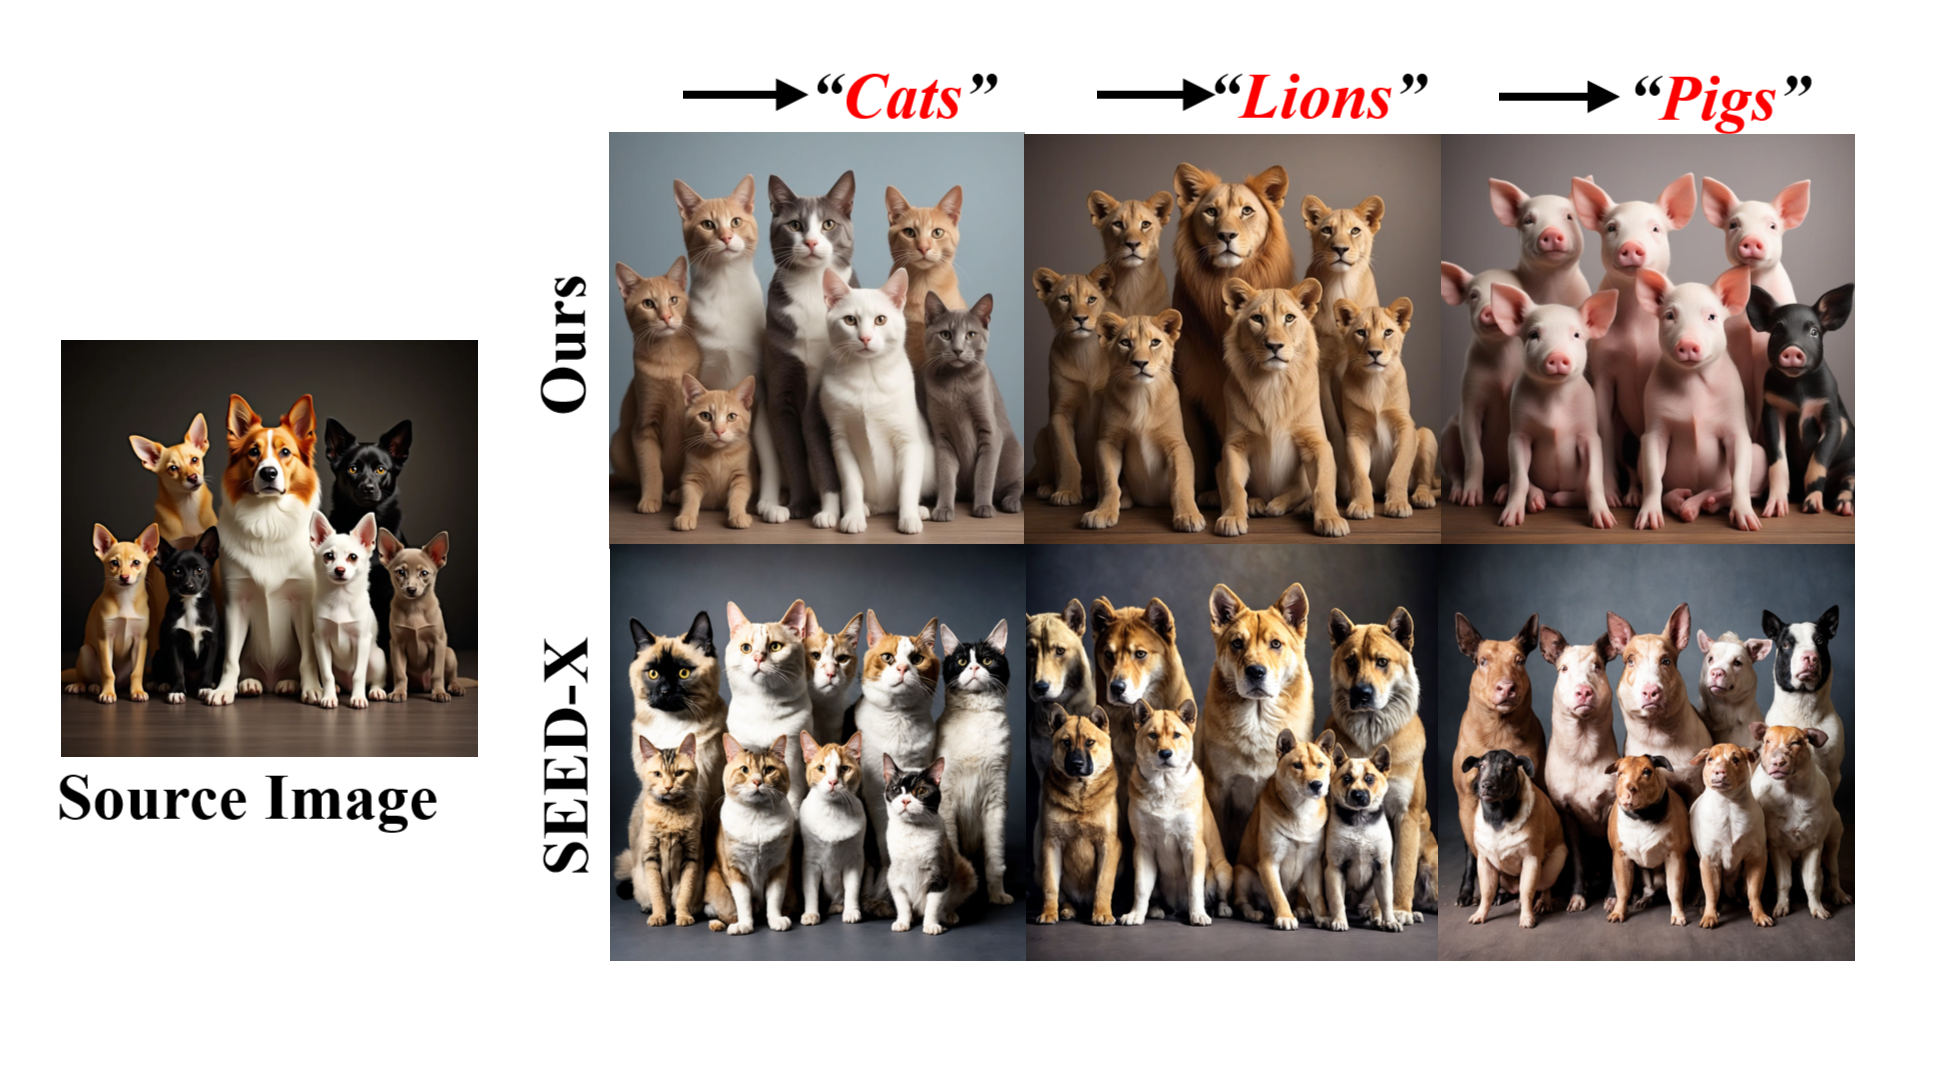 “Cats” “Lions” “Pigs”
Ours
SEED-X
Source Image